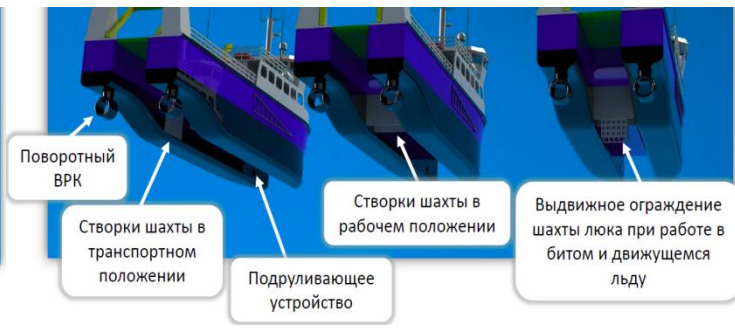 Поворотный
ВРК
Створки шахты в
транспортном
положении
Подруливающее
устройство
Створки шахты в
рабочем положении
Выдвижное ограждение
шахты люка при работе в
битом и движущемся
льду